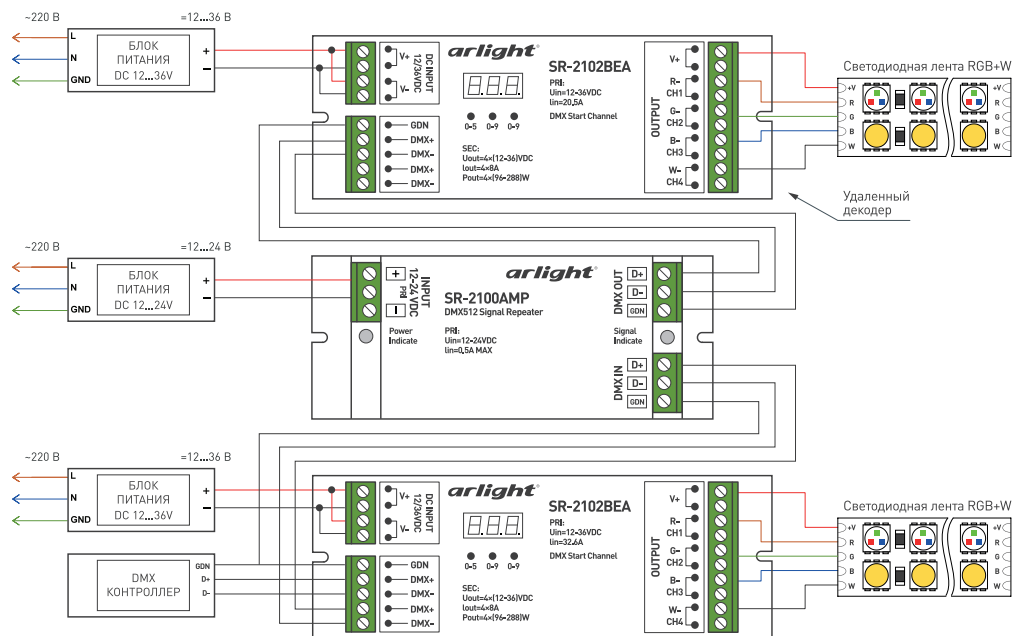 ~220 В
=12...36 В
L
N
GND
БЛОК
ПИТАНИЯ
DC 12...36V
+
−
V+
V-
DC INPUT
12/36VDC
arlight®
SR-2102BEA
PRI:
Uin=12-36VDC
Iin=20,5A
DMX Start Channel
0-5 0-9 0-9
SEC:
Uout=4×(12-36)VDC
Iout=4×8A
Pout=4×(96-288)W
GDN
DMX+
DMX-
DMX+
DMX-
OUTPUT
V+
R-
CH1
G-
CH2
B-
CH3
W-
CH4
Светодиодная лента RGB+W
+V
R
G
B
W
+V
R
G
B
W
Удаленный
декодер
~220 В
=12...24 В
L
N
GND
БЛОК
ПИТАНИЯ
DC 12...24V
+
−
+
−
INPUT
12-24 VDC
PRI
arlight®
SR-2100AMP
DMX512 Signal Repeater
PRI:
Uin=12-24VDC
Iin=0,5A MAX
Power
Indicate
Signal
Indicate
DMX OUT
D+
D-
GDN
DMX IN
D+
D-
GDN
~220 В
=12...36 В
L
N
GND
БЛОК
ПИТАНИЯ
DC 12...36V
+
−
DMX
КОНТРОЛЛЕР
GDN
D+
D-
V+
V-
DC INPUT
12/36VDC
arlight®
SR-2102BEA
PRI:
Uin=12-36VDC
Iin=32,6A
DMX Start Channel
0-5 0-9 0-9
SEC:
Uout=4×(12-36)VDC
Iout=4×8A
Pout=4×(96-288)W
GDN
DMX+
DMX-
DMX+
DMX-
OUTPUT
V+
R-
CH1
G-
CH2
B-
CH3
W-
CH4
Светодиодная лента RGB+W
+V
R
G
B
W
+V
R
G
B
W